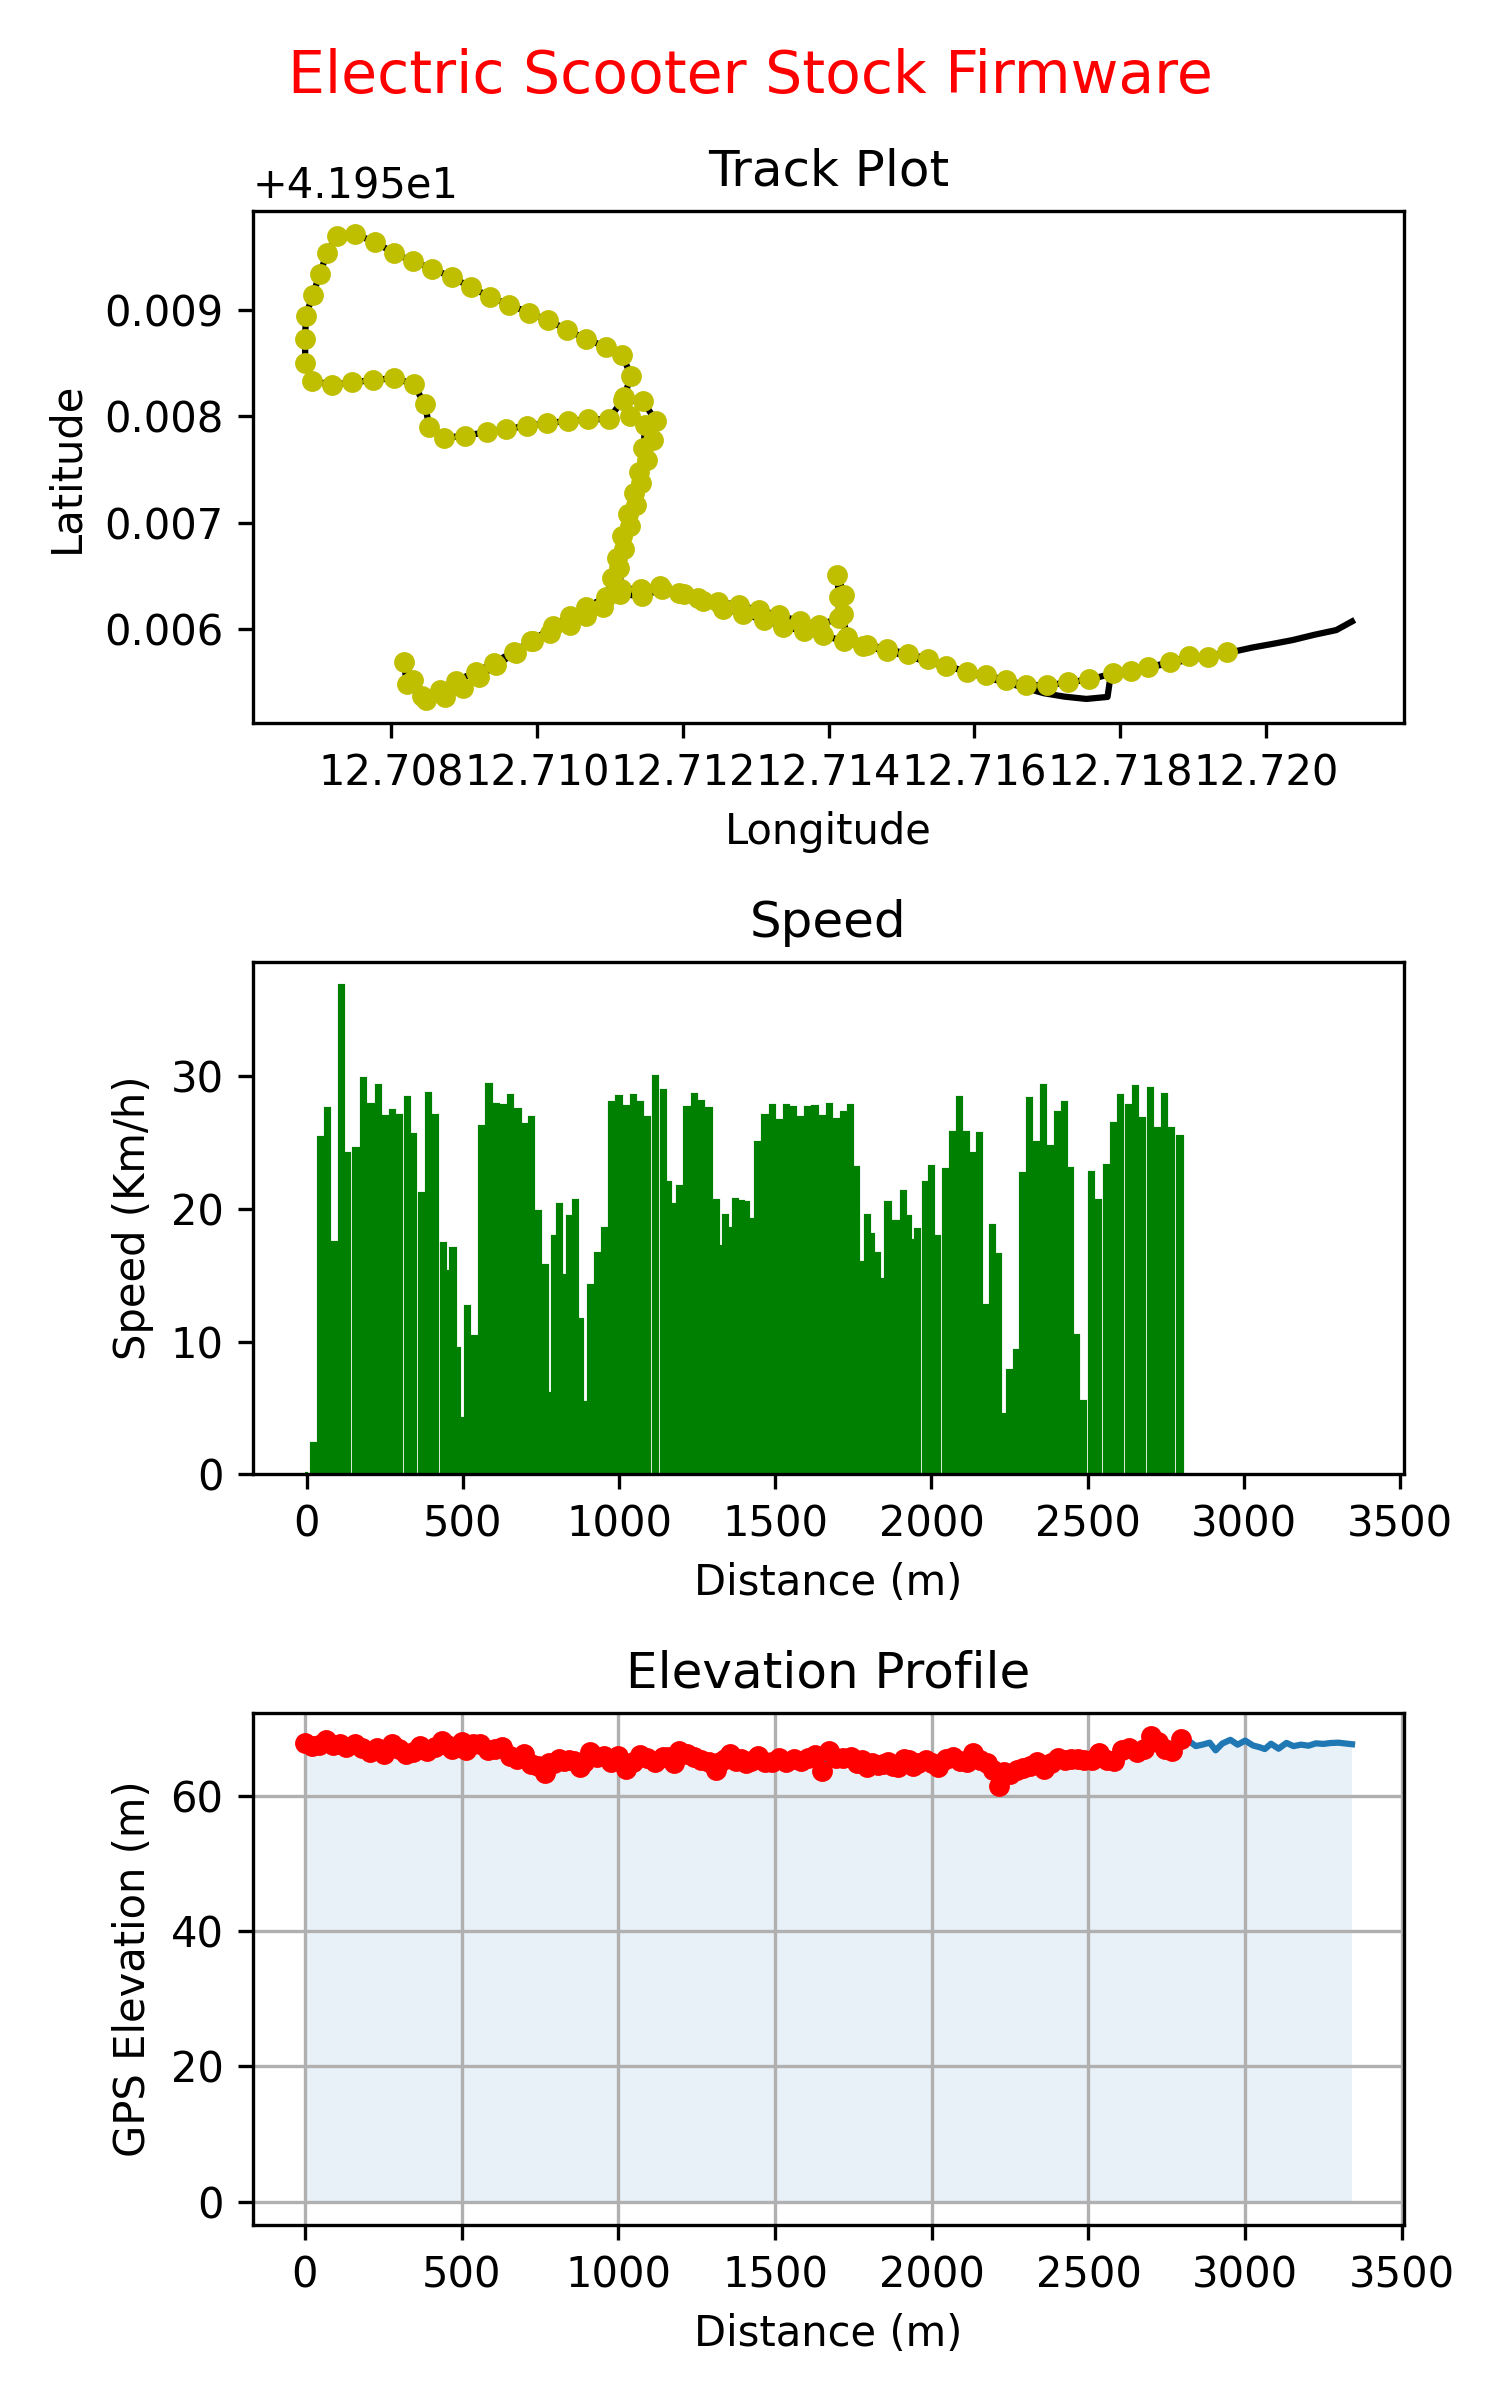 Electric Scooter Stock Firmware
Track Plot
+4.195e1
0.009
0.008
0.007
0.006
Latitude
12.708 12.710 12.712 12.714 12.716 12.718 12.720
Longitude
Speed
30
20
10
0
Speed (Km/h)
0 500 1000 1500 2000 2500 3000 3500
Distance (m)
Elevation Profile
60
40
20
0
GPS Elevation (m)
0 500 1000 1500 2000 2500 3000 3500
Distance (m)